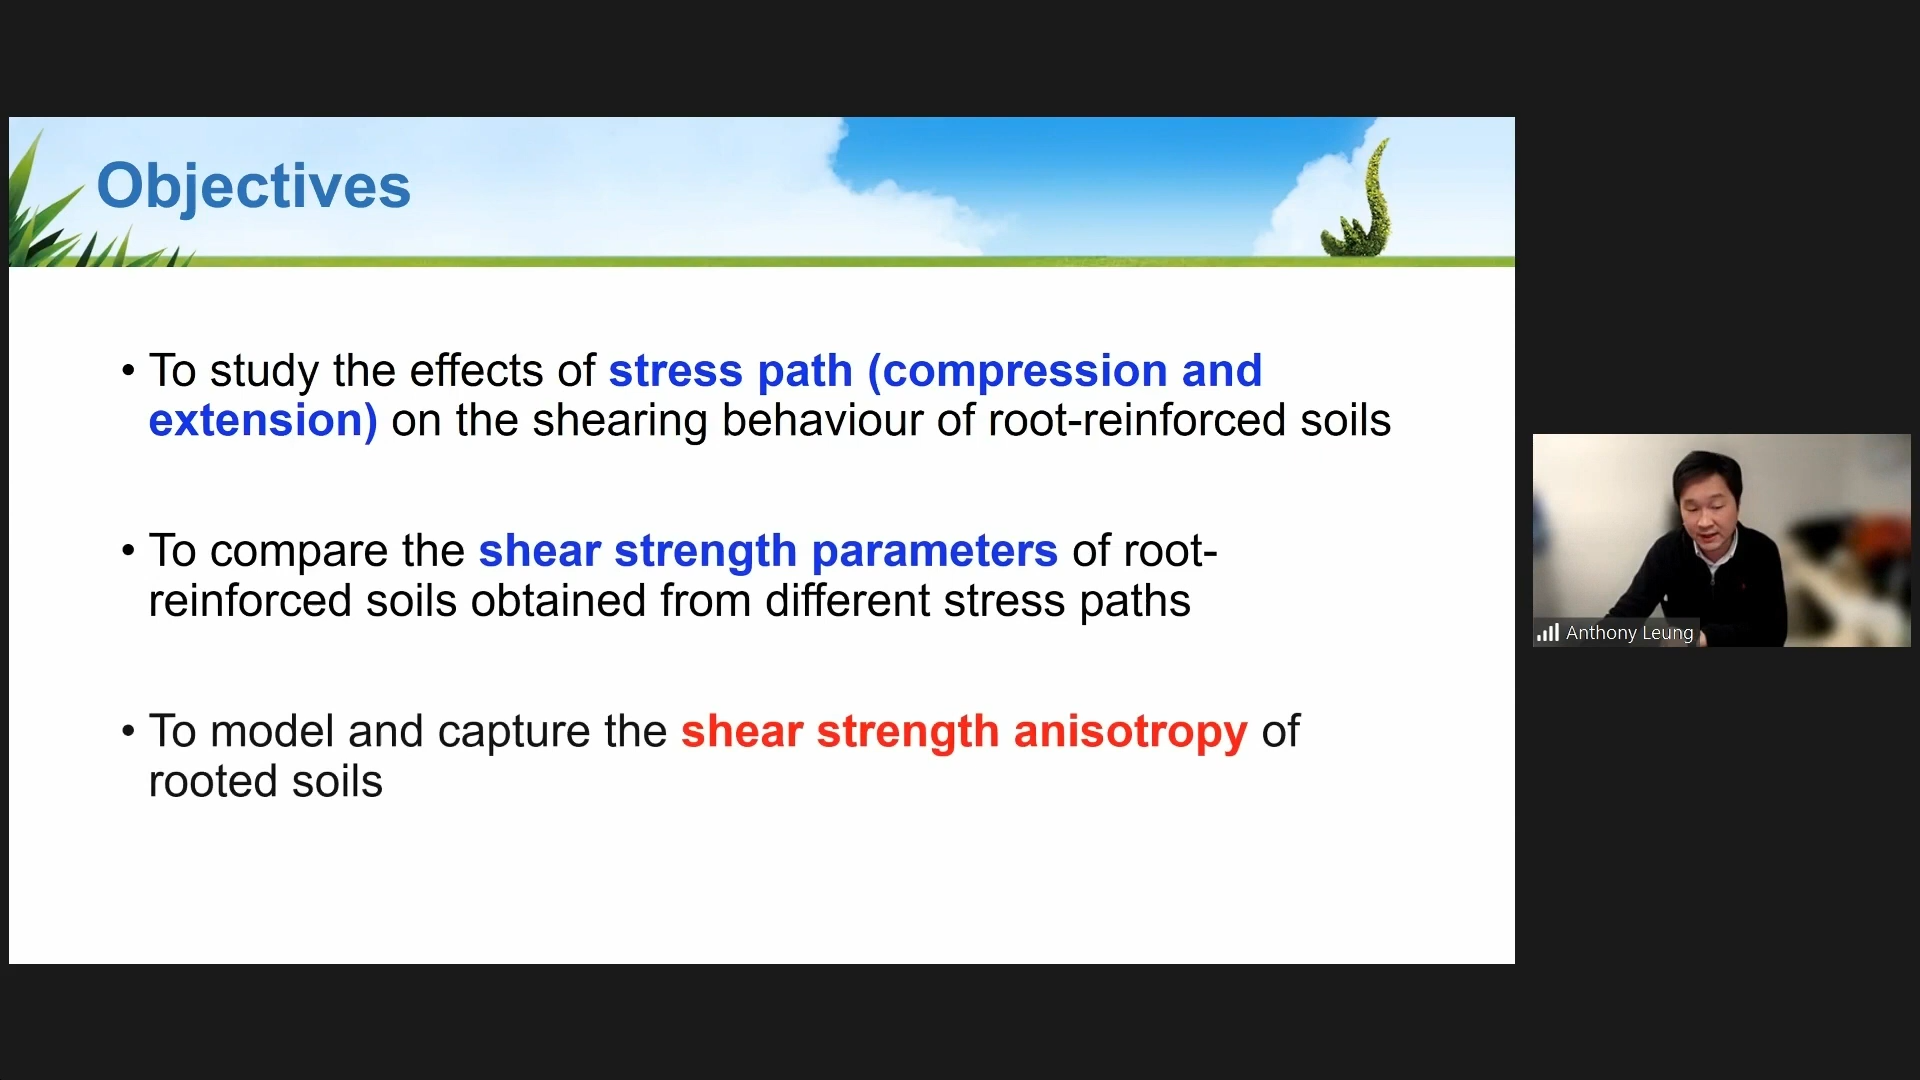 Objectives
• To study the effects of stress path (compression and
extension) on the shearing behaviour of root-reinforced soils
• To compare the shear strength parameters of root-
reinforced soils obtained from different stress paths
• To model and capture the shear strength anisotropy of
rooted soils
Anthony Leung